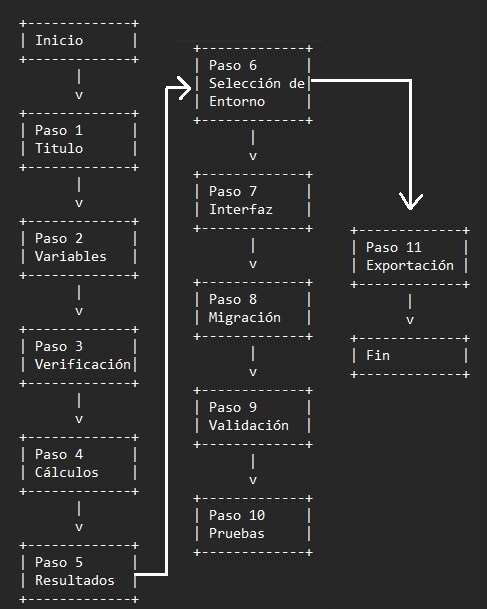 Inicio
Paso 1
Titulo
Paso 2
Variables
Paso 3
Verificación
Paso 4
Cálculos
Paso 5
Resultados
Paso 6
Selección de
Entorno
Paso 7
Interfaz
Paso 8
Migración
Paso 9
Validación
Paso 10
Pruebas
Paso 11
Exportación
Fin